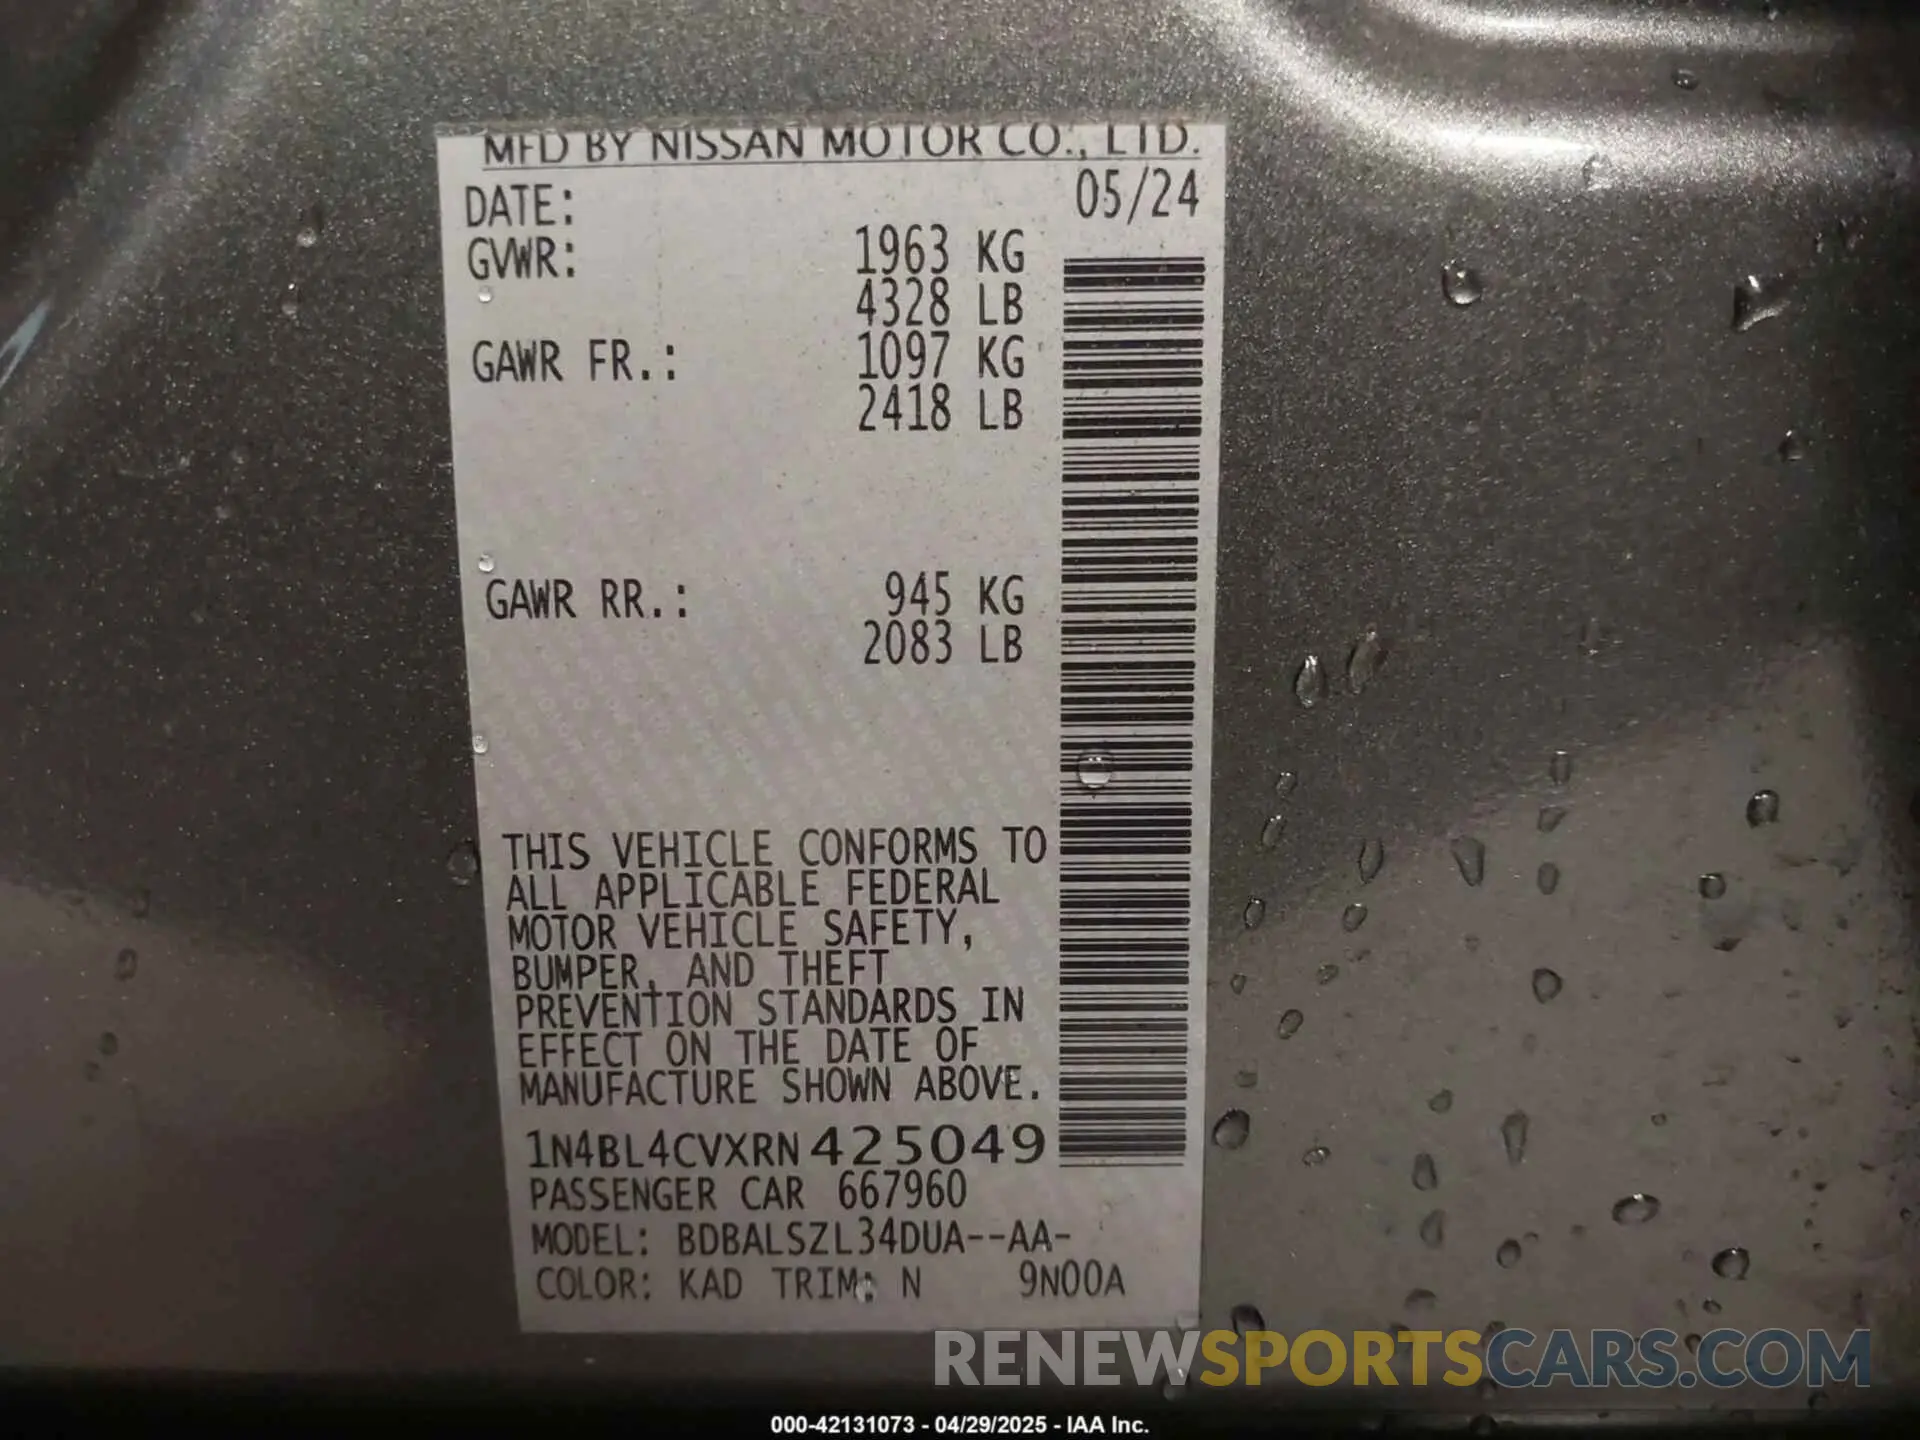 MFD BY NISSAN MOTOR CO., LTD.
DATE: 05/24
GVWR: 1963 KG
4328 LB
GAWR FR.: 1097 KG
2418 LB
GAWR RR.: 945 KG
2083 LB
THIS VEHICLE CONFORMS TO
ALL APPLICABLE FEDERAL
MOTOR VEHICLE SAFETY,
BUMPER, AND THEFT
PREVENTION STANDARDS IN
EFFECT ON THE DATE OF
MANUFACTURE SHOWN ABOVE.
1N4BL4CVXRN425049
PASSENGER CAR 667960
MODEL: BDBALSZL34DUA--AA-
COLOR: KAD TRIM: N 9N00A
RENEWSPORTSCARS.COM
000-42131073 - 04/29/2025 - IAA Inc.